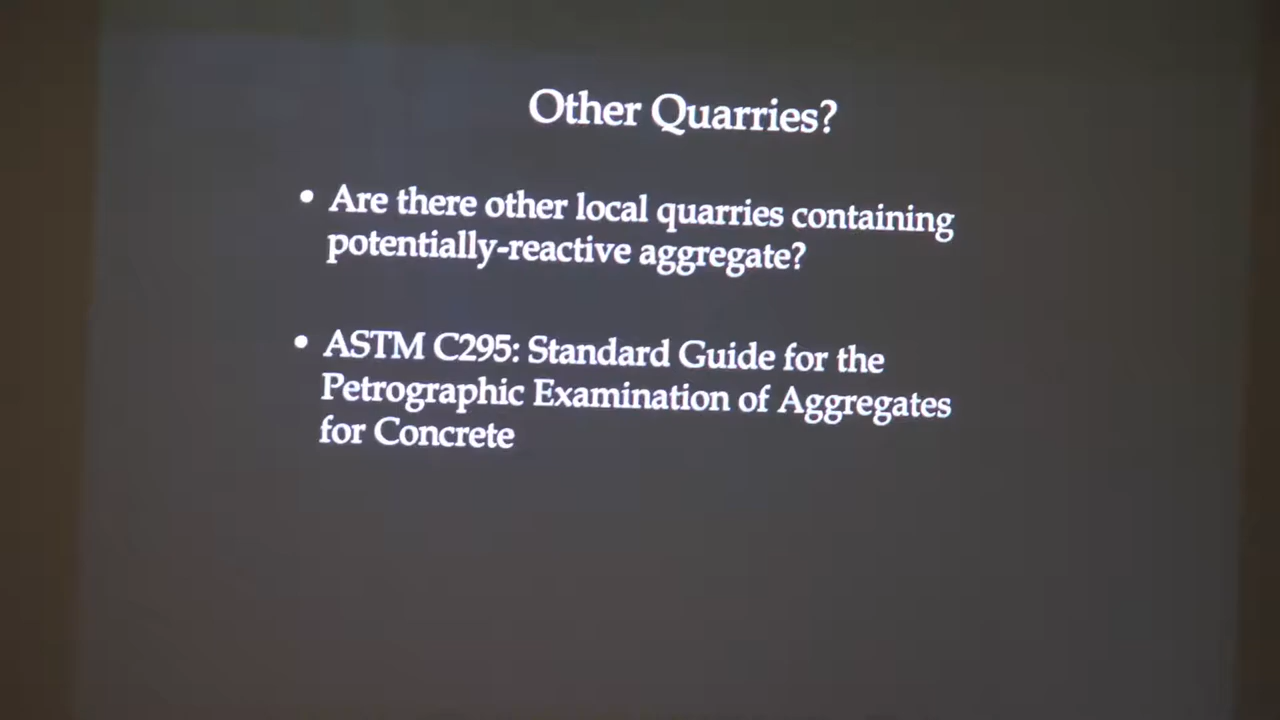 Other Quarries?
• Are there other local quarries containing
potentially-reactive aggregate?
• ASTM C295: Standard Guide for the
Petrographic Examination of Aggregates
for Concrete